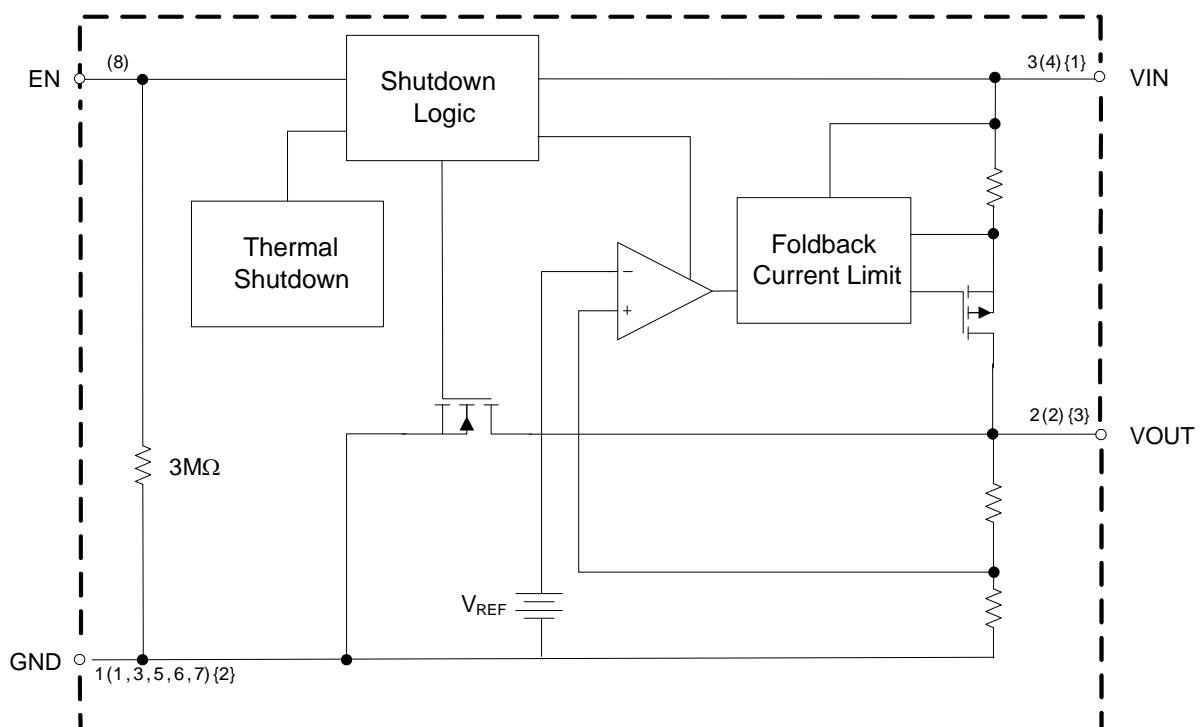 EN
(8)
Shutdown
Logic
3(4){1}
VIN
Thermal
Shutdown
−
+
Foldback
Current Limit
2(2){3}
VOUT
3MΩ
VREF
GND
1(1,3,5,6,7){2}